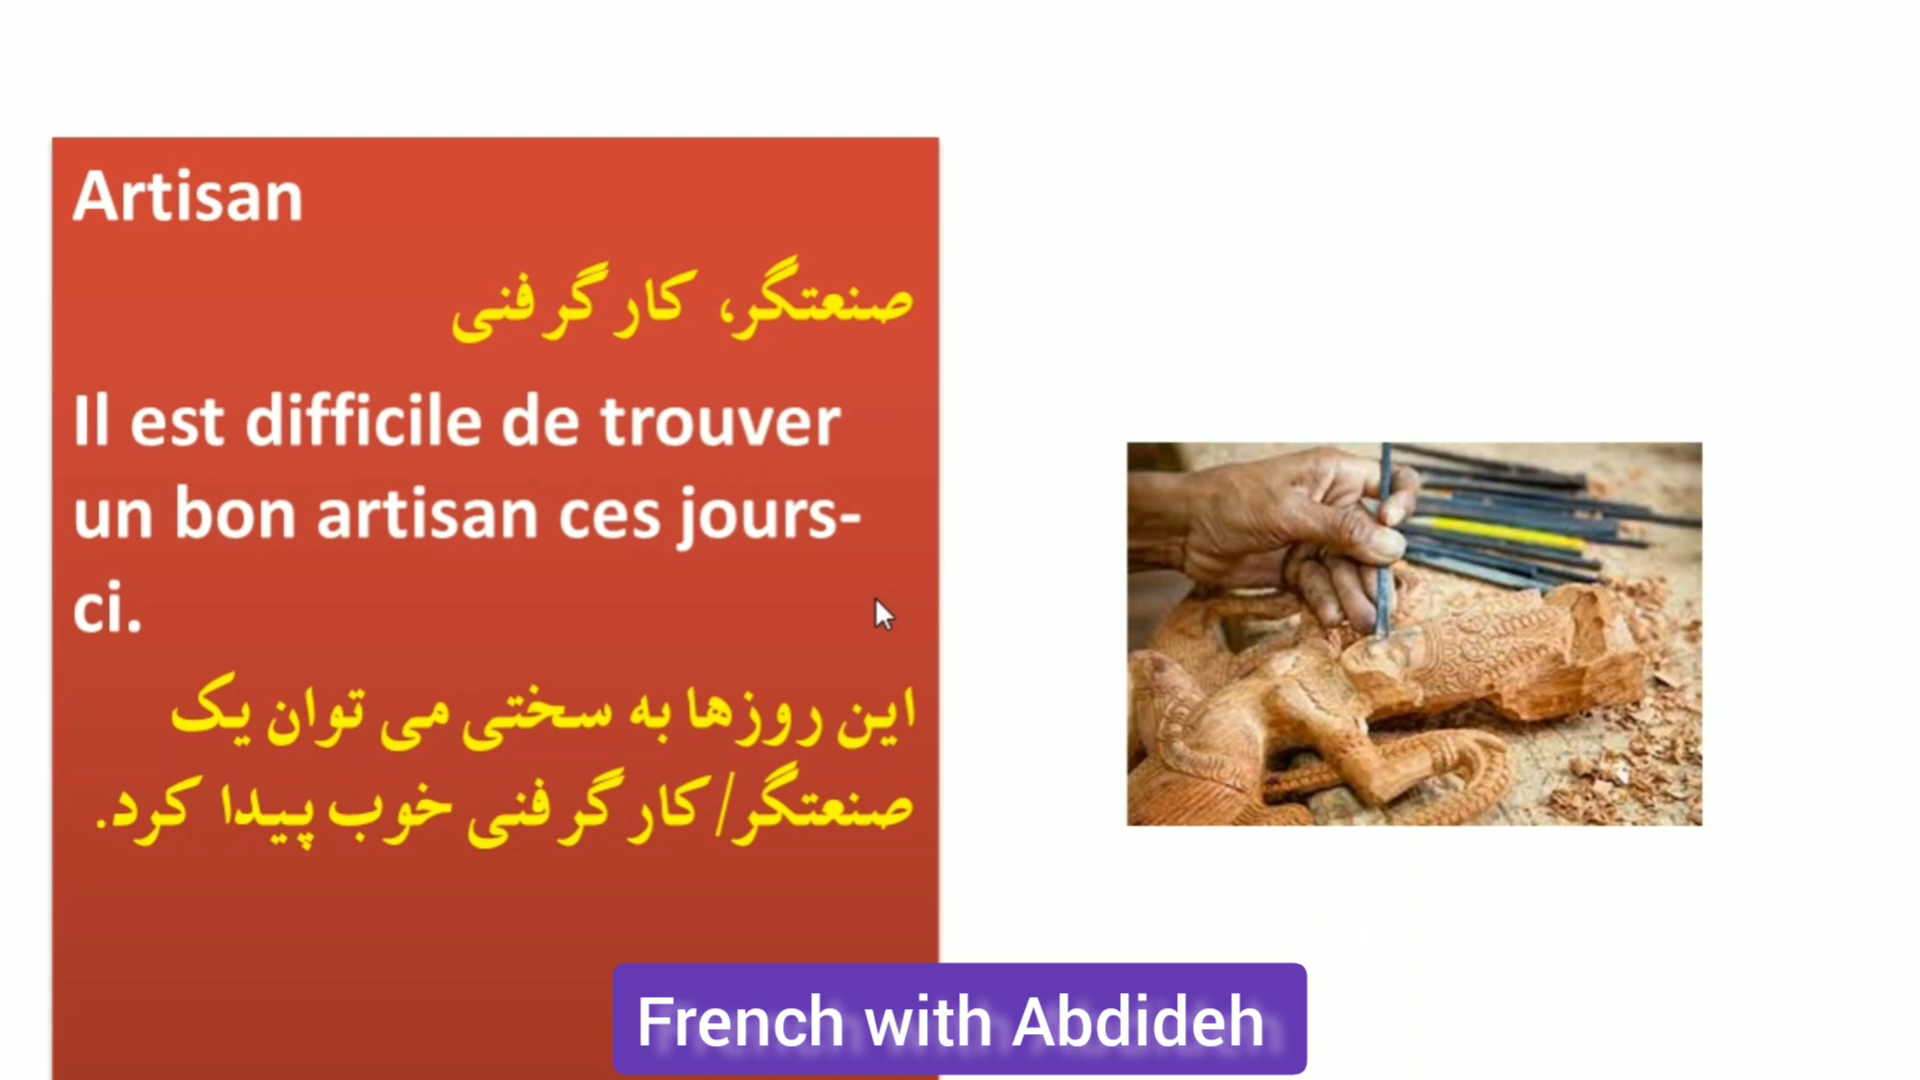 Artisan
صنعتگر، کارگر فنی
Il est difficile de trouver
un bon artisan ces jours-
ci.
این روزها به سختی می توان یک
صنعتگر/کارگر فنی خوب پیدا کرد.
French with Abdideh